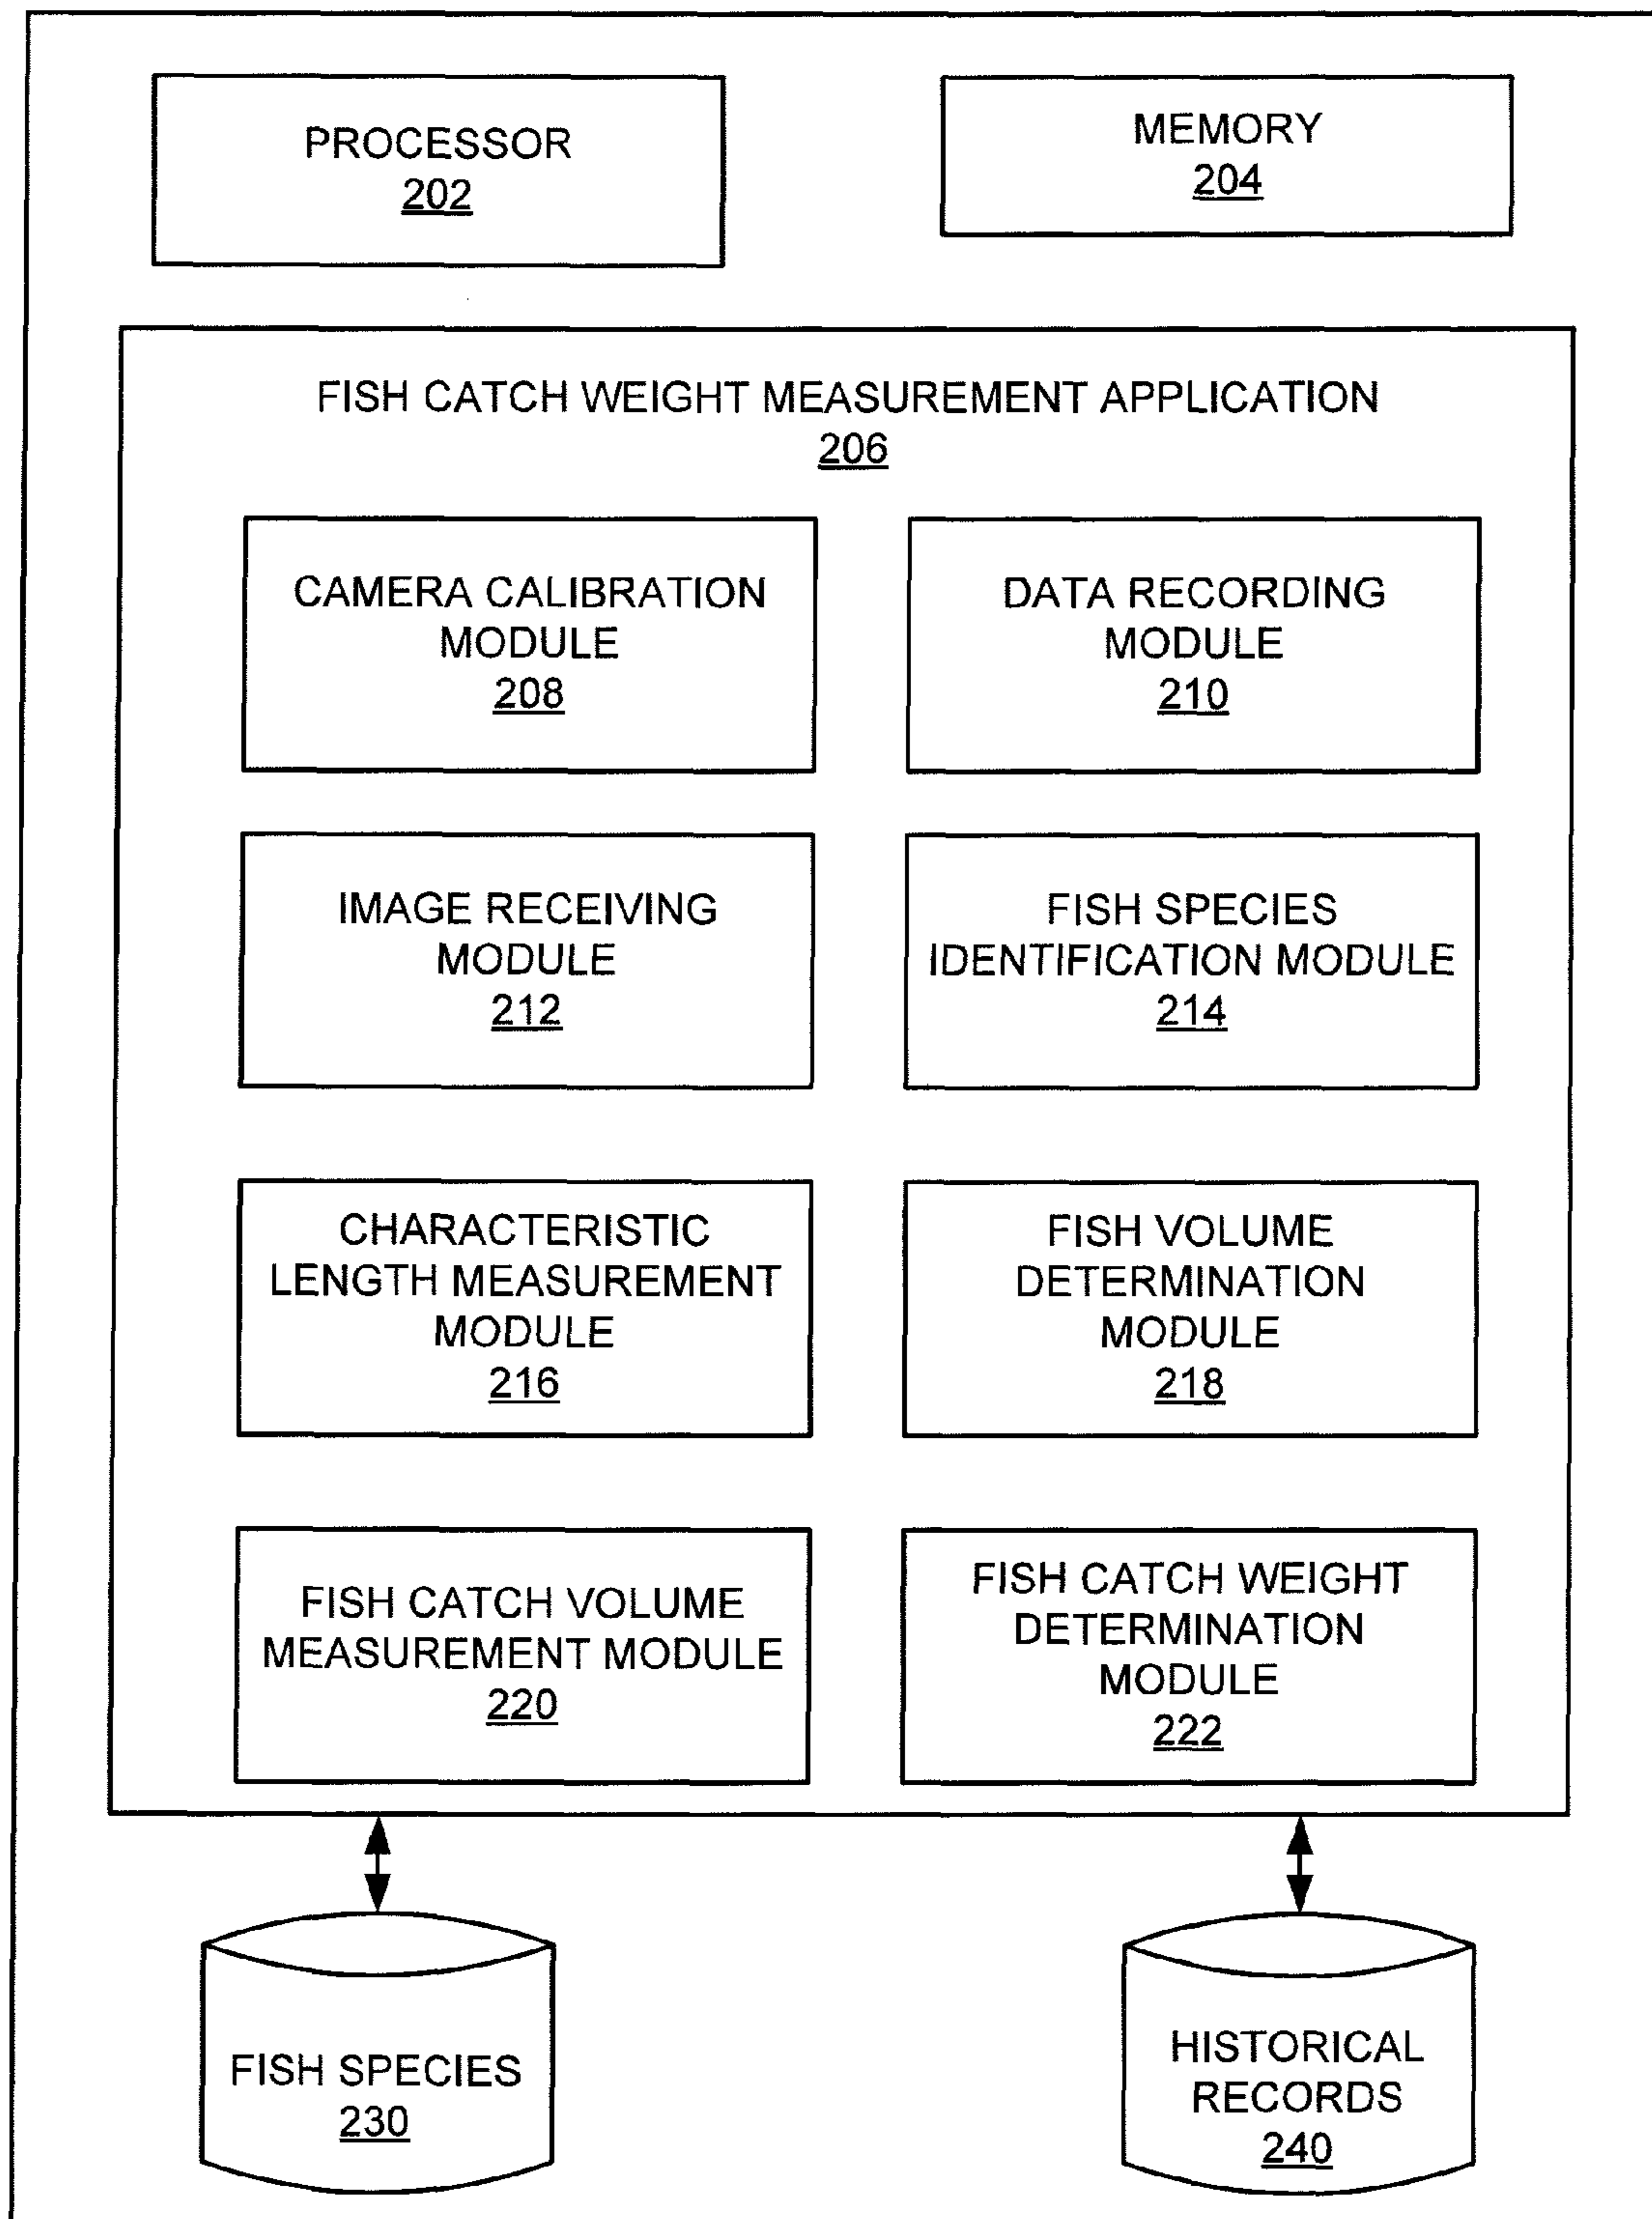 PROCESSOR
202
MEMORY
204
FISH CATCH WEIGHT MEASUREMENT APPLICATION
206
CAMERA CALIBRATION
MODULE
208
DATA RECORDING
MODULE
210
IMAGE RECEIVING
MODULE
212
FISH SPECIES
IDENTIFICATION MODULE
214
CHARACTERISTIC
LENGTH MEASUREMENT
MODULE
216
FISH VOLUME
DETERMINATION
MODULE
218
FISH CATCH VOLUME
MEASUREMENT MODULE
220
FISH CATCH WEIGHT
DETERMINATION
MODULE
222
FISH SPECIES
230
HISTORICAL
RECORDS
240